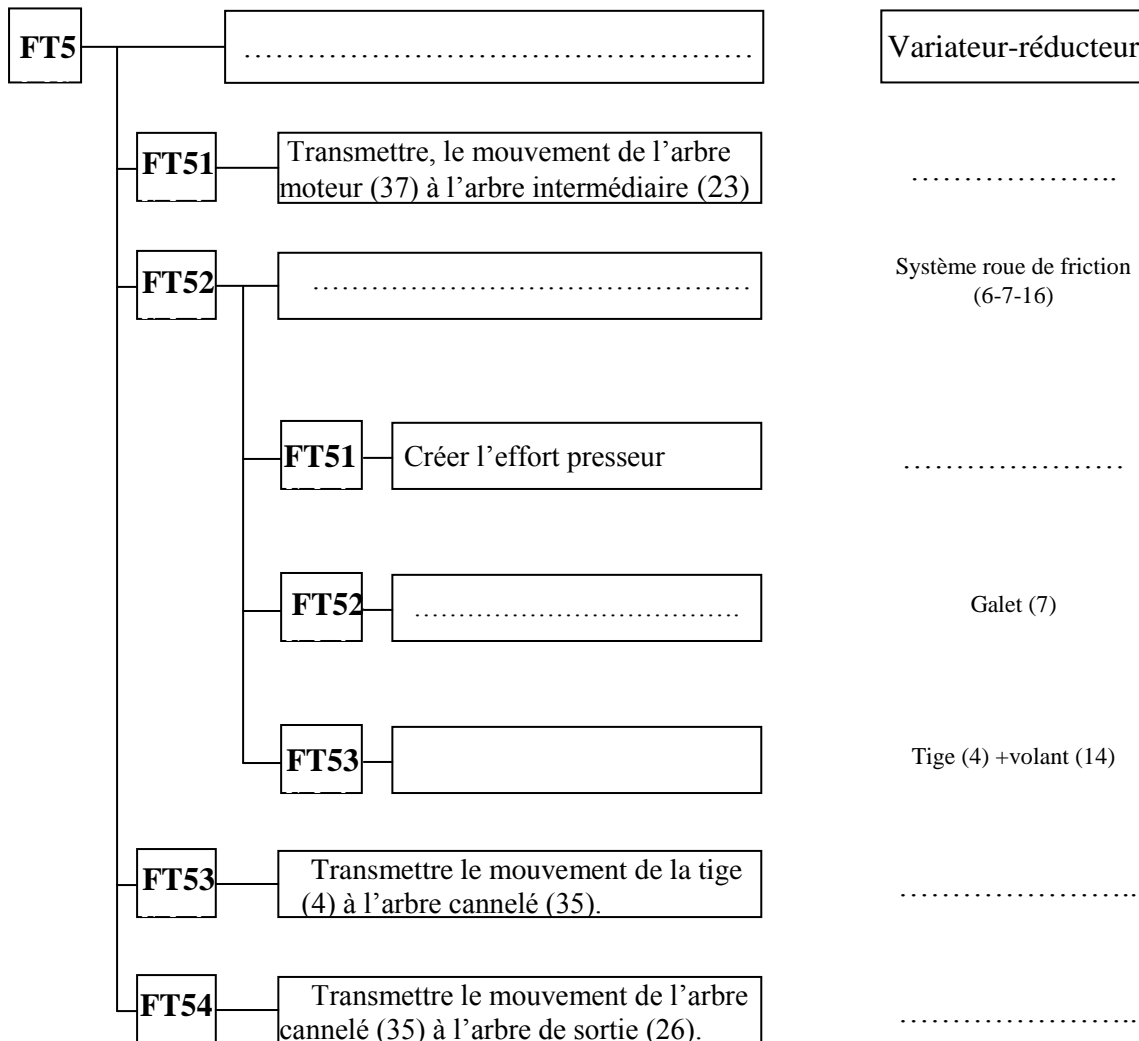 FT5
……………………………………………
Variateur-réducteur
FT51
Transmettre, le mouvement de l’arbre
moteur (37) à l’arbre intermédiaire (23)
………………..
FT52
……………………………………
Système roue de friction
(6-7-16)
FT51
Créer l’effort presseur
…………………
FT52
…………………………….
Galet (7)
FT53
Tige (4) +volant (14)
FT53
Transmettre le mouvement de la tige
(4) à l’arbre cannelé (35).
…………………..
FT54
Transmettre le mouvement de l’arbre
cannelé (35) à l’arbre de sortie (26).
…………………..